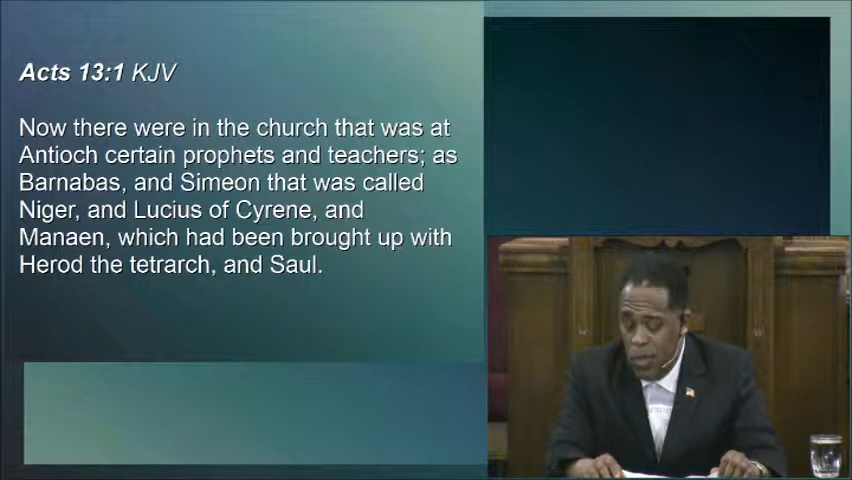 Acts 13:1 KJV
Now there were in the church that was at
Antioch certain prophets and teachers; as
Barnabas, and Simeon that was called
Niger, and Lucius of Cyrene, and
Manaen, which had been brought up with
Herod the tetrarch, and Saul.